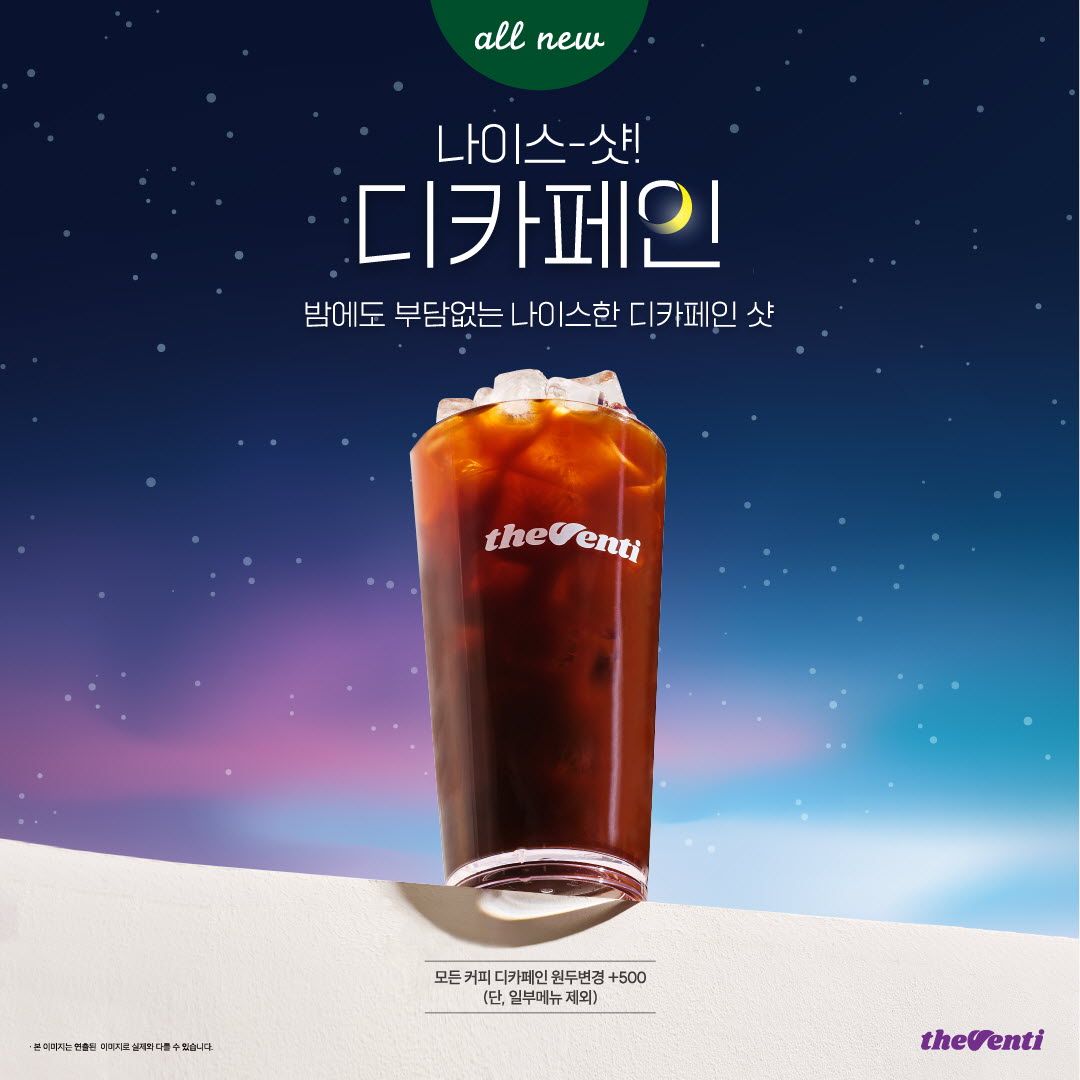 all new
나이스-샷!
디카페인
밤에도 부담없는 나이스한 디카페인 샷
theVenti
모든 커피 디카페인 원두변경 +500
(단, 일부메뉴 제외)
· 본 이미지는 연출된 이미지로 실제와 다를 수 있습니다.
theVenti